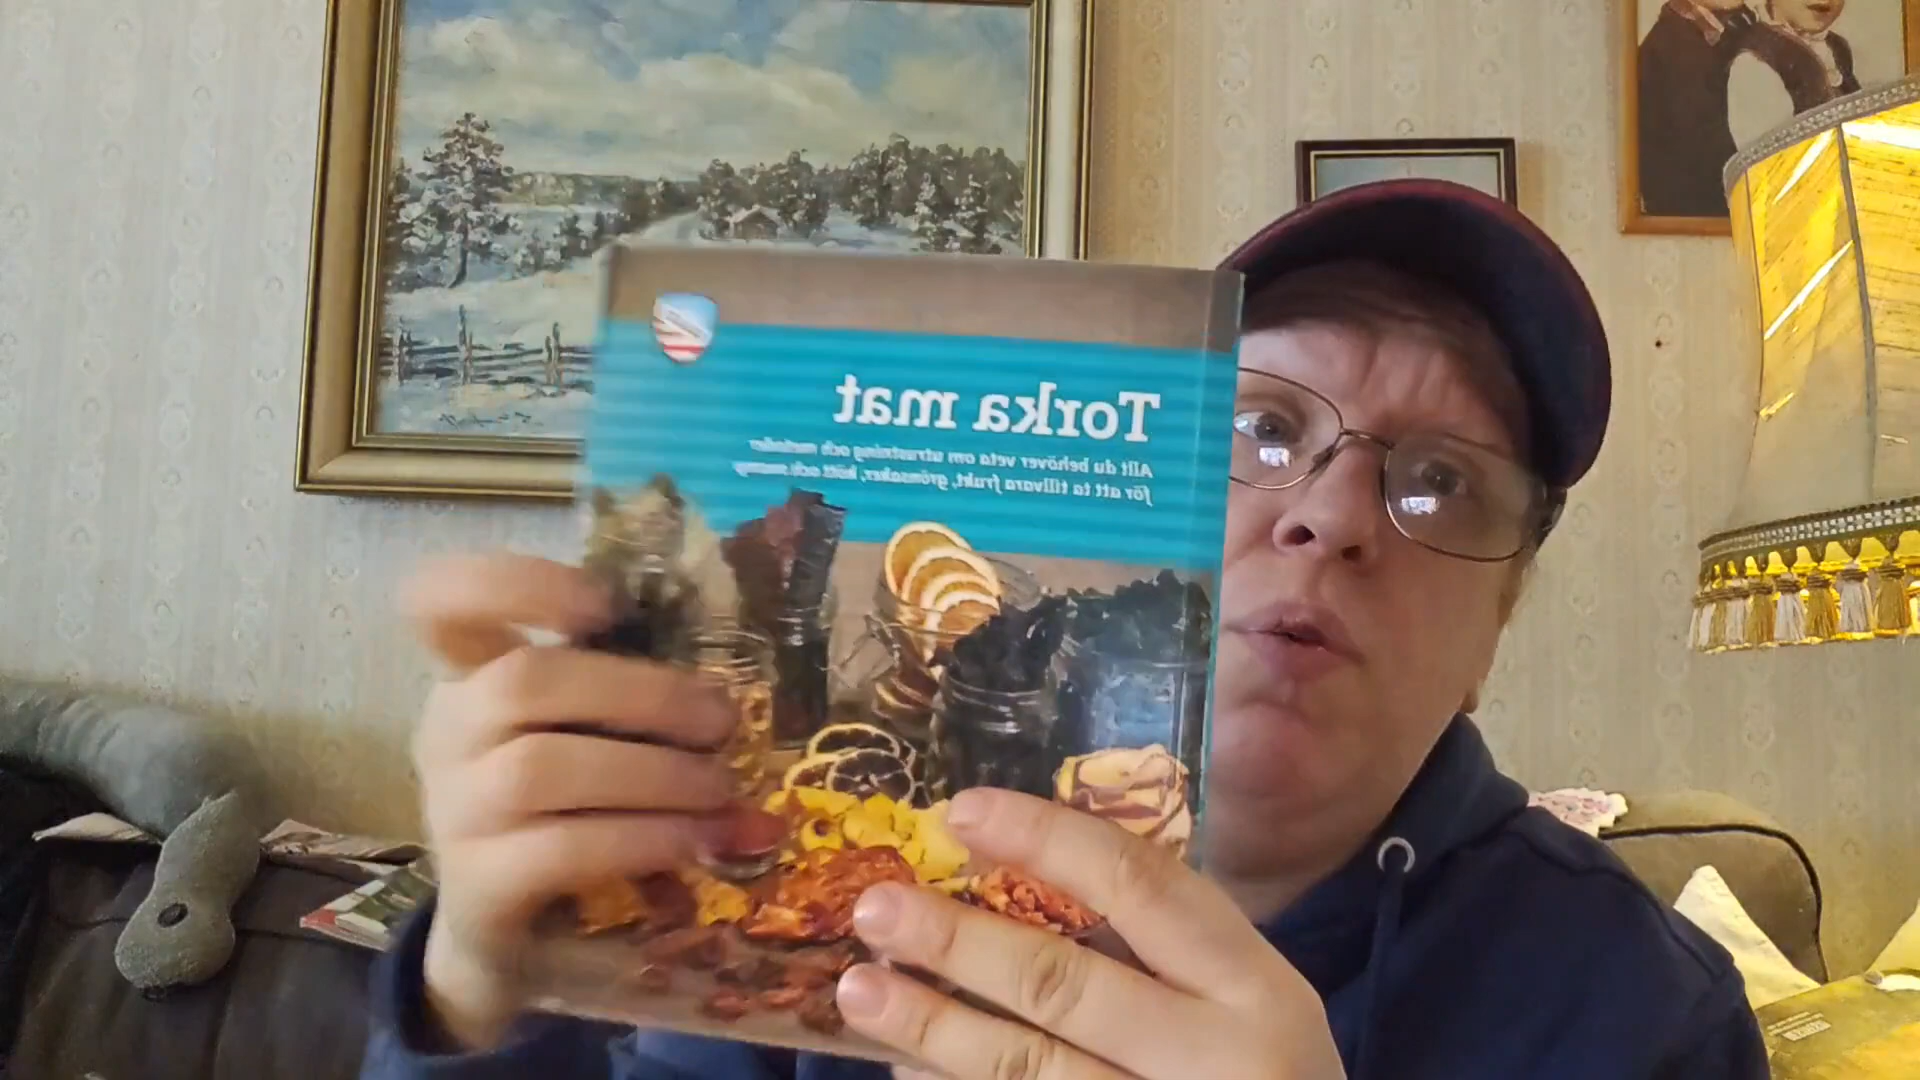 Torka mat
Allt du behöver veta om utrustning och metoder
för att ta tillvara frukt, grönsaker, kött och svamp